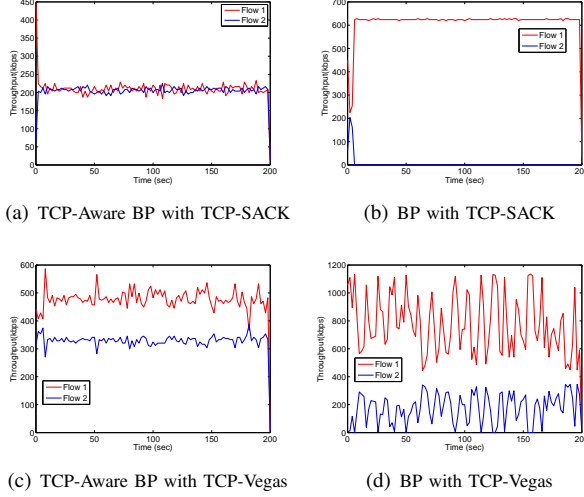 450
400
350
300
250
200
150
100
50
0
Throughput(kbps)
Flow 1
Flow 2
0 50 100 150 200
Time (sec)
(a) TCP-Aware BP with TCP-SACK
700
600
500
400
300
200
100
0
Throughput(kbps)
Flow 1
Flow 2
0 50 100 150 200
Time (sec)
(b) BP with TCP-SACK
600
500
400
300
200
100
0
Throughput(kbps)
Flow 1
Flow 2
0 50 100 150 200
Time (sec)
(c) TCP-Aware BP with TCP-Vegas
1200
1000
800
600
400
200
0
Throughput(kbps)
Flow 1
Flow 2
0 50 100 150 200
Time (sec)
(d) BP with TCP-Vegas